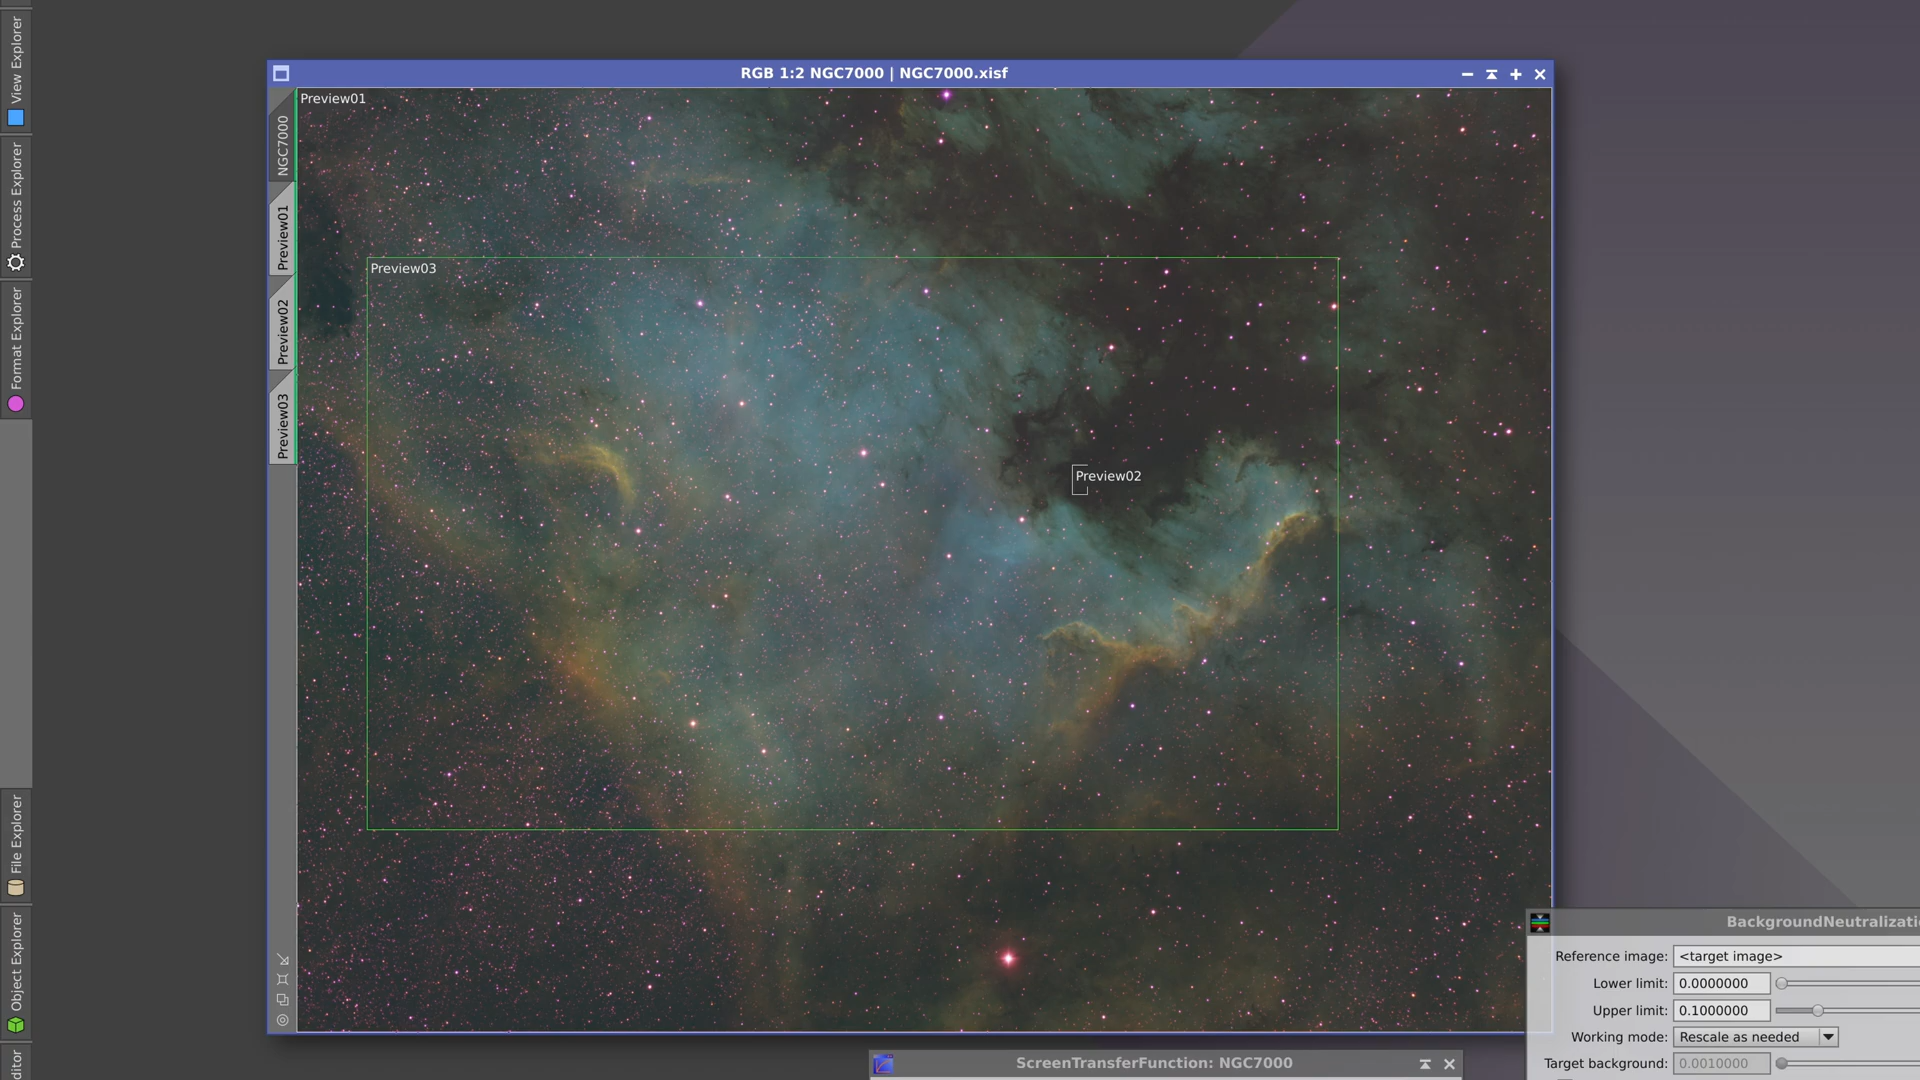 View Explorer
Process Explorer
Format Explorer
File Explorer
Object Explorer
RGB 1:2 NGC7000 | NGC7000.xisf
NGC7000
Preview01
Preview02
Preview03
Preview01
Preview03
Preview02
BackgroundNeutralizati
Reference image: <target image>
Lower limit: 0.0000000
Upper limit: 0.1000000
Working mode: Rescale as needed
Target background: 0.0010000
ScreenTransferFunction: NGC7000